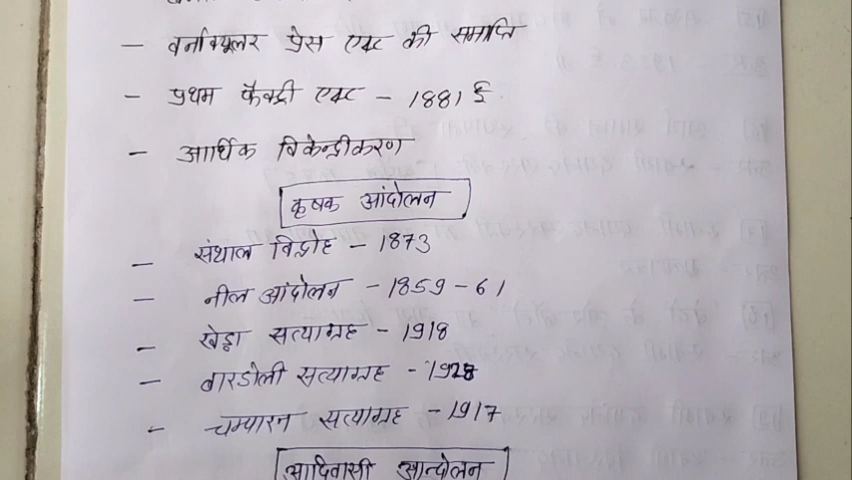 - वर्नाक्यूलर प्रेस एक्ट की समाप्ति
- प्रथम फैक्ट्री एक्ट - 1881 ई
- आर्थिक विकेन्द्रीकरण
कृषक आंदोलन
- संथाल विद्रोह - 1873
- नील आंदोलन - 1859 - 61
- खेड़ा सत्याग्रह - 1918
- बारडोली सत्याग्रह - 1928
- चम्पारन सत्याग्रह - 1917
आदिवासी आन्दोलन